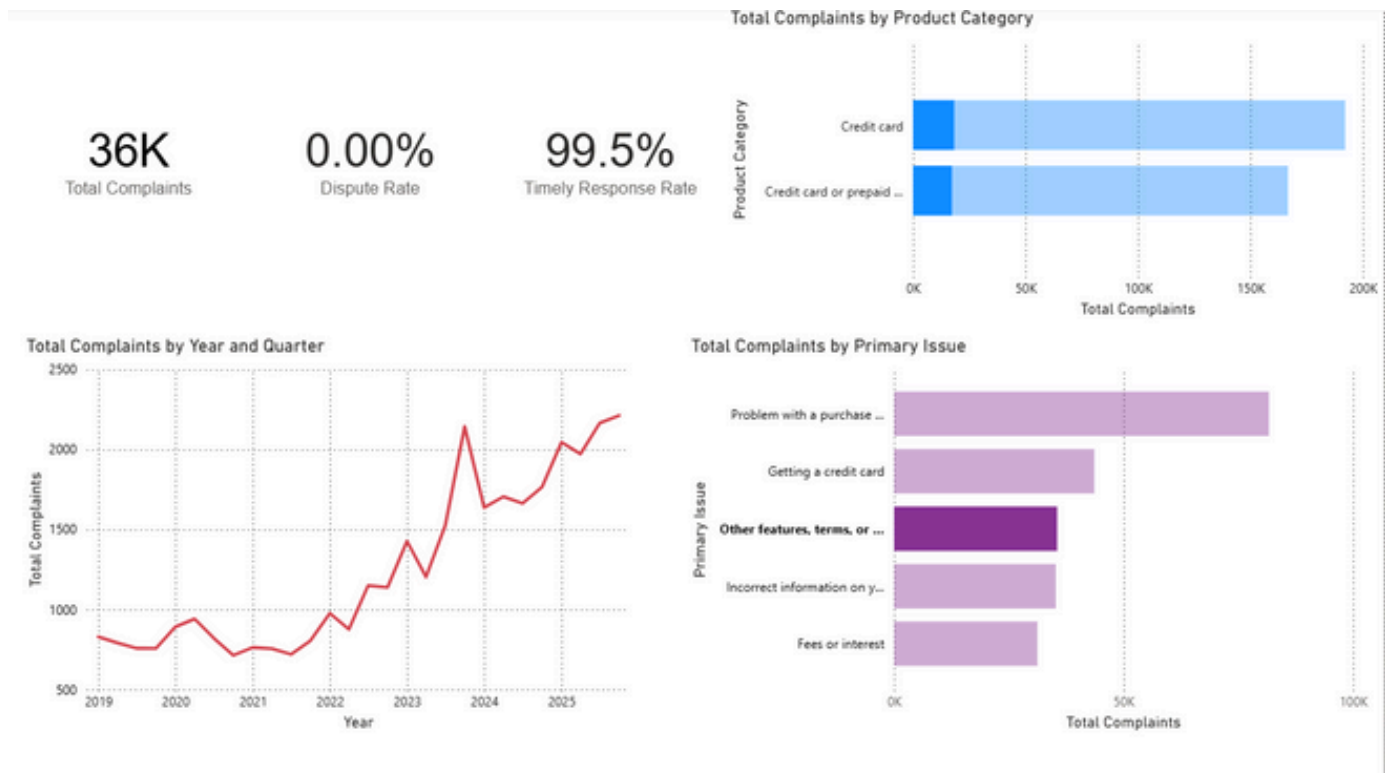 Total Complaints by Product Category
36K
Total Complaints
0.00%
Dispute Rate
99.5%
Timely Response Rate
Product Category
Credit card
Credit card or prepaid ...
0K 50K 100K 150K 200K
Total Complaints
Total Complaints by Year and Quarter
Total Complaints
2500
2000
1500
1000
500
2019 2020 2021 2022 2023 2024 2025
Year
Total Complaints by Primary Issue
Primary Issue
Problem with a purchase ...
Getting a credit card
Other features, terms, or ...
Incorrect information on y...
Fees or interest
0K 50K 100K
Total Complaints